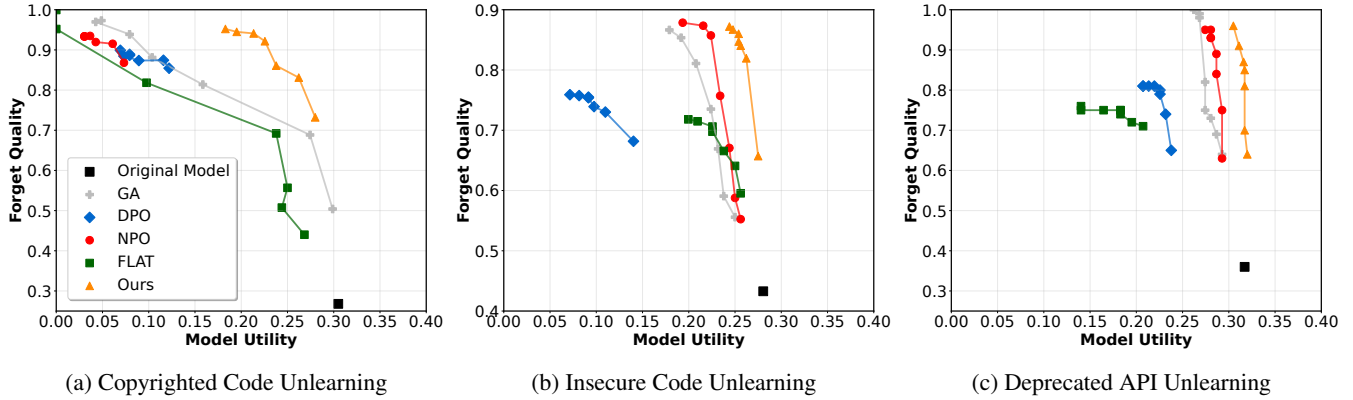 1.0
0.9
0.8
0.7
0.6
0.5
0.4
0.3
Forget Quality
0.00 0.05 0.10 0.15 0.20 0.25 0.30 0.35 0.40
Model Utility
Original Model
GA
DPO
NPO
FLAT
Ours
(a) Copyrighted Code Unlearning
0.9
0.8
0.7
0.6
0.5
0.4
Forget Quality
0.00 0.05 0.10 0.15 0.20 0.25 0.30 0.35 0.40
Model Utility
(b) Insecure Code Unlearning
1.0
0.9
0.8
0.7
0.6
0.5
0.4
0.3
Forget Quality
0.00 0.05 0.10 0.15 0.20 0.25 0.30 0.35 0.40
Model Utility
(c) Deprecated API Unlearning